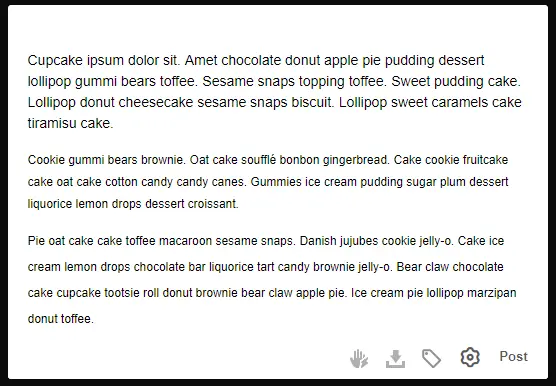 Cupcake ipsum dolor sit. Amet chocolate donut apple pie pudding dessert
lollipop gummi bears toffee. Sesame snaps topping toffee. Sweet pudding cake.
Lollipop donut cheesecake sesame snaps biscuit. Lollipop sweet caramels cake
tiramisu cake.
Cookie gummi bears brownie. Oat cake soufflé bonbon gingerbread. Cake cookie fruitcake
cake oat cake cotton candy candy canes. Gummies ice cream pudding sugar plum dessert
liquorice lemon drops dessert croissant.
Pie oat cake cake toffee macaroon sesame snaps. Danish jujubes cookie jelly-o. Cake ice
cream lemon drops chocolate bar liquorice tart candy brownie jelly-o. Bear claw chocolate
cake cupcake tootsie roll donut brownie bear claw apple pie. Ice cream pie lollipop marzipan
donut toffee.
Post